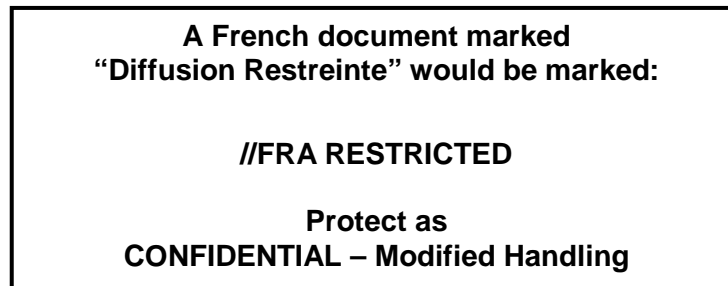 A French document marked
“Diffusion Restreinte” would be marked:
//FRA RESTRICTED
Protect as
CONFIDENTIAL – Modified Handling